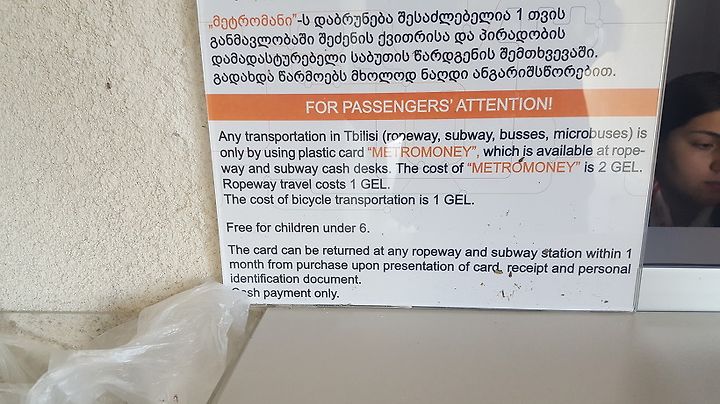 „მეტრომანი"-ს დაბრუნება შესაძლებელია 1 თვის
განმავლობაში შეძენის ქვითრისა და პირადობის
დამადასტურებელი საბუთის წარდგენის შემთხვევაში.
გადახდა წარმოებს მხოლოდ ნაღდი ანგარიშსწორებით.
FOR PASSENGERS' ATTENTION!
Any transportation in Tbilisi (ropeway, subway, busses, microbuses) is
only by using plastic card "METROMONEY", which is available at rope-
way and subway cash desks. The cost of "METROMONEY" is 2 GEL.
Ropeway travel costs 1 GEL.
The cost of bicycle transportation is 1 GEL.
Free for children under 6.
The card can be returned at any ropeway and subway station within 1
month from purchase upon presentation of card, receipt and personal
identification document.
Cash payment only.